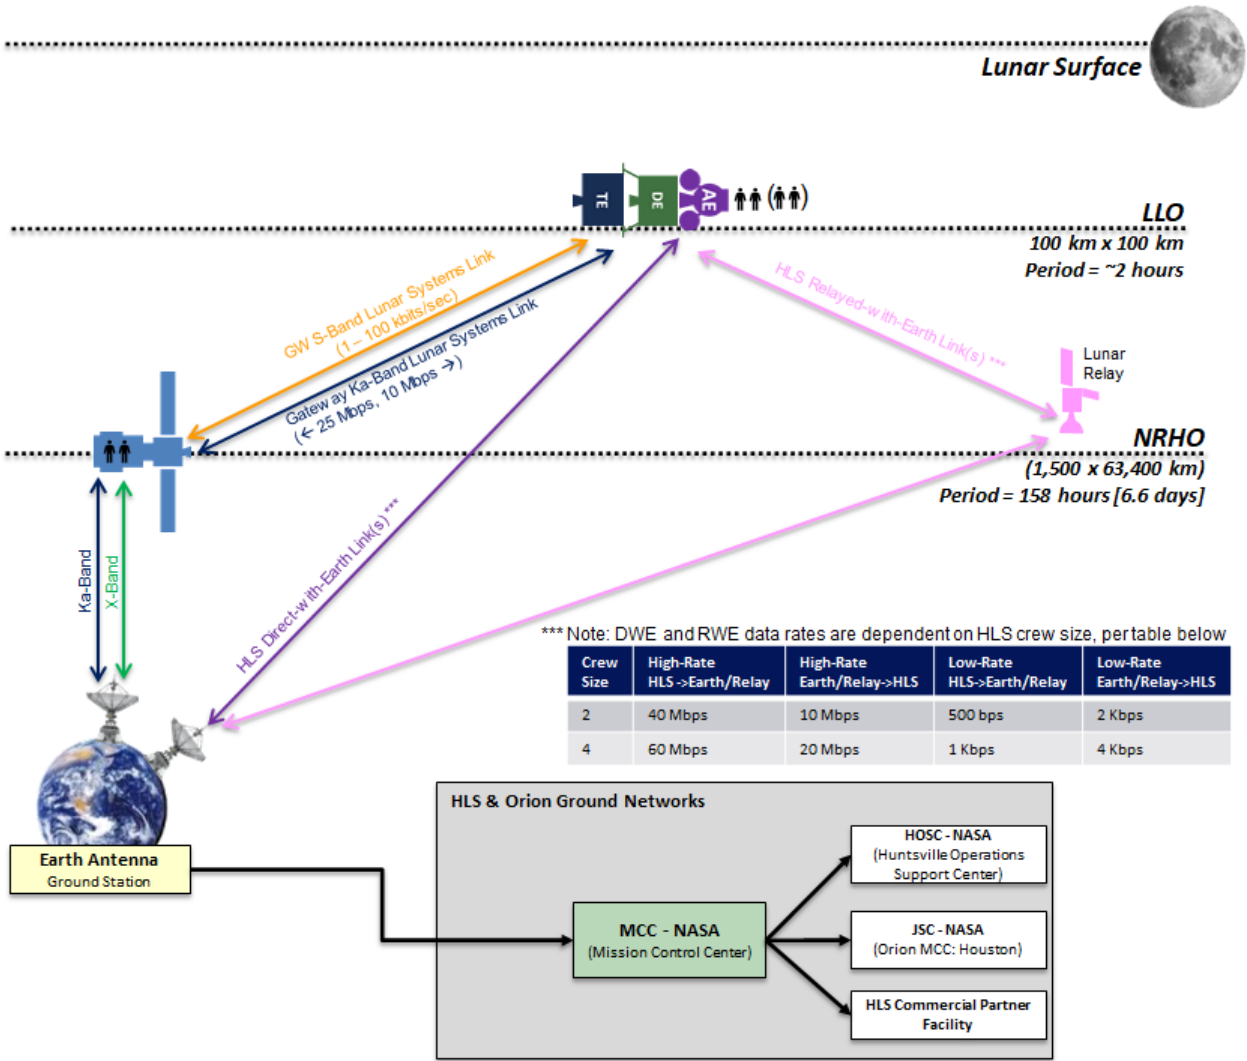 Lunar Surface
TE
DE
AE
( )
LLO
100 km x 100 km
Period = ~2 hours
GW S-Band Lunar Systems Link
(1 – 100 kbits/sec)
Gateway Ka-Band Lunar Systems Link
(← 25 Mbps, 10 Mbps →)
HLS Relayed-with-Earth Link(s) ***
Lunar
Relay
NRHO
(1,500 x 63,400 km)
Period = 158 hours [6.6 days]
Ka-Band
X-Band
HLS Direct-with-Earth Link(s) ***
*** Note: DWE and RWE data rates are dependent on HLS crew size, per table below
Crew Size High-Rate HLS ->Earth/Relay High-Rate Earth/Relay->HLS Low-Rate HLS->Earth/Relay Low-Rate Earth/Relay->HLS
2 40 Mbps 10 Mbps 500 bps 2 Kbps
4 60 Mbps 20 Mbps 1 Kbps 4 Kbps
HLS & Orion Ground Networks
Earth Antenna
Ground Station
MCC - NASA
(Mission Control Center)
HOSC - NASA
(Huntsville Operations
Support Center)
JSC - NASA
(Orion MCC: Houston)
HLS Commercial Partner
Facility